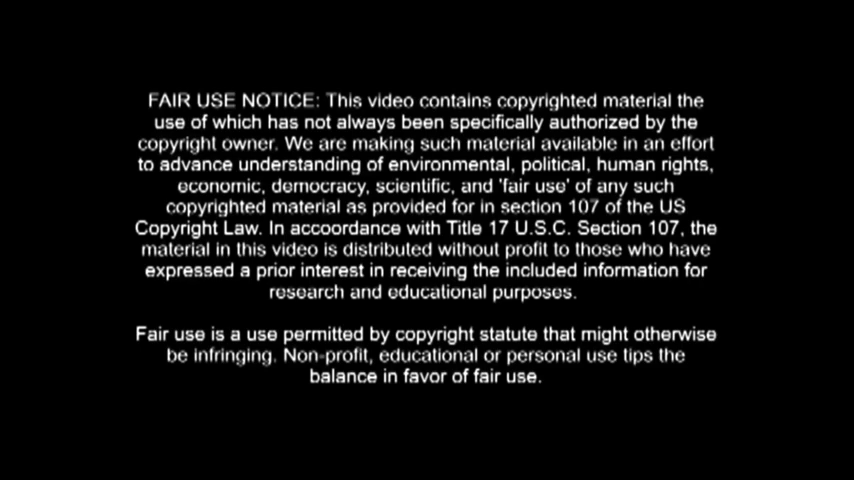 FAIR USE NOTICE: This video contains copyrighted material the
use of which has not always been specifically authorized by the
copyright owner. We are making such material available in an effort
to advance understanding of environmental, political, human rights,
economic, democracy, scientific, and 'fair use' of any such
copyrighted material as provided for in section 107 of the US
Copyright Law. In accoordance with Title 17 U.S.C. Section 107, the
material in this video is distributed without profit to those who have
expressed a prior interest in receiving the included information for
research and educational purposes.
Fair use is a use permitted by copyright statute that might otherwise
be infringing. Non-profit, educational or personal use tips the
balance in favor of fair use.